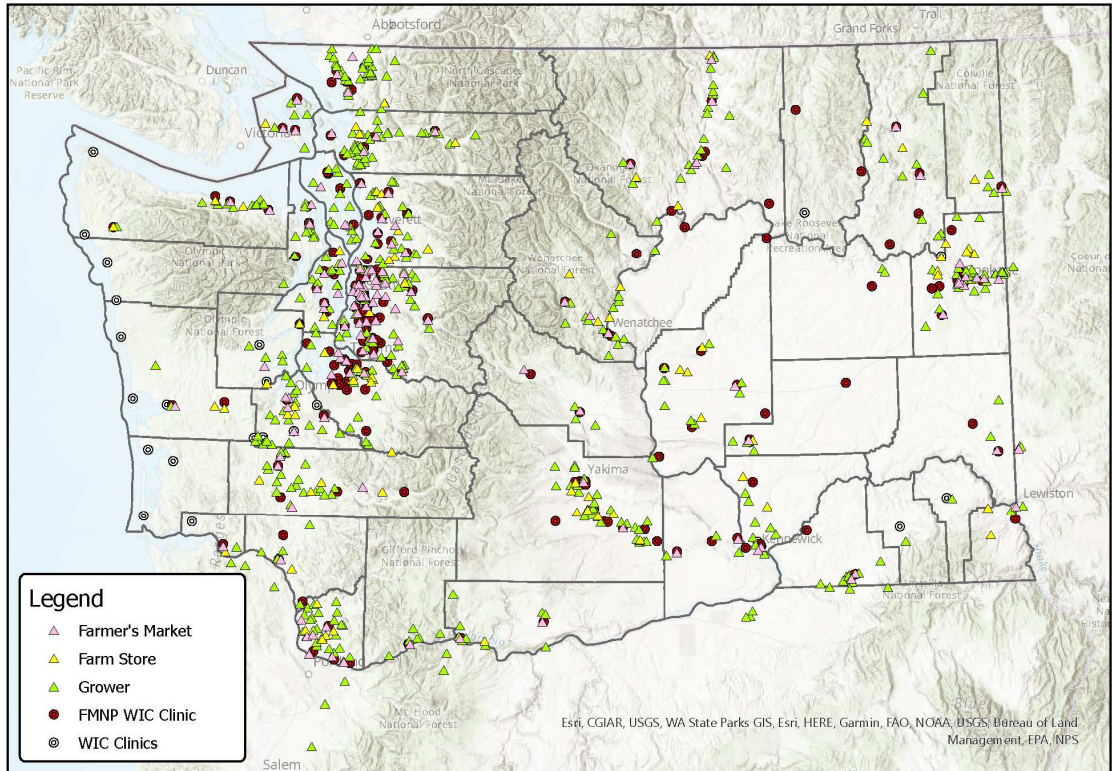 Abbotsford
Trail
Grand Forks
Pacific Rim
National Park
Reserve
Duncan
North Cascades
National Park
Colville
National Forest
Victoria
Okanogan
National Forest
Everett
Lake Roosevelt
National
Recreation Area
Olympic
National Park
Wenatchee
National Forest
Coeur d
National
Olympic
National Forest
Wenatchee
Olympia
Yakima
Lewiston
Gifford Pinchot
National Forest
Kennewick
Umatilla
National Forest
Snake
Portland
Mt. Hood
National Forest
Blue
Salem
Legend
Farmer's Market
Farm Store
Grower
FMNP WIC Clinic
WIC Clinics
Esri, CGIAR, USGS, WA State Parks GIS, Esri, HERE, Garmin, FAO, NOAA, USGS, Bureau of Land
Management, EPA, NPS